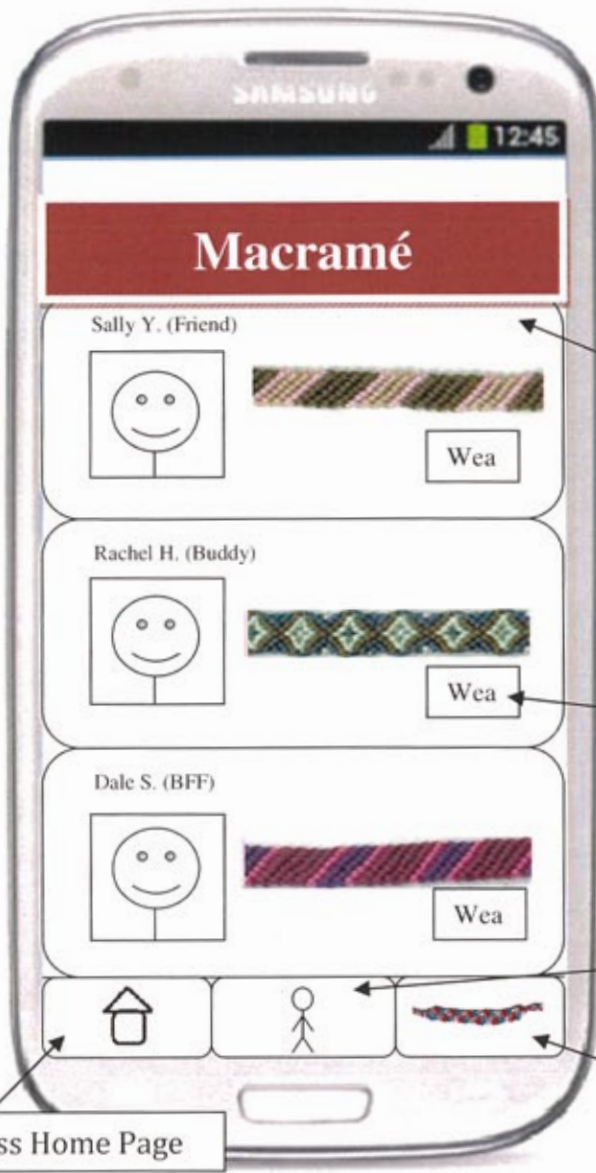 SAMSUNG
12:45
Macramé
Sally Y. (Friend)
Wea
Rachel H. (Buddy)
Wea
Dale S. (BFF)
Wea
ss Home Page